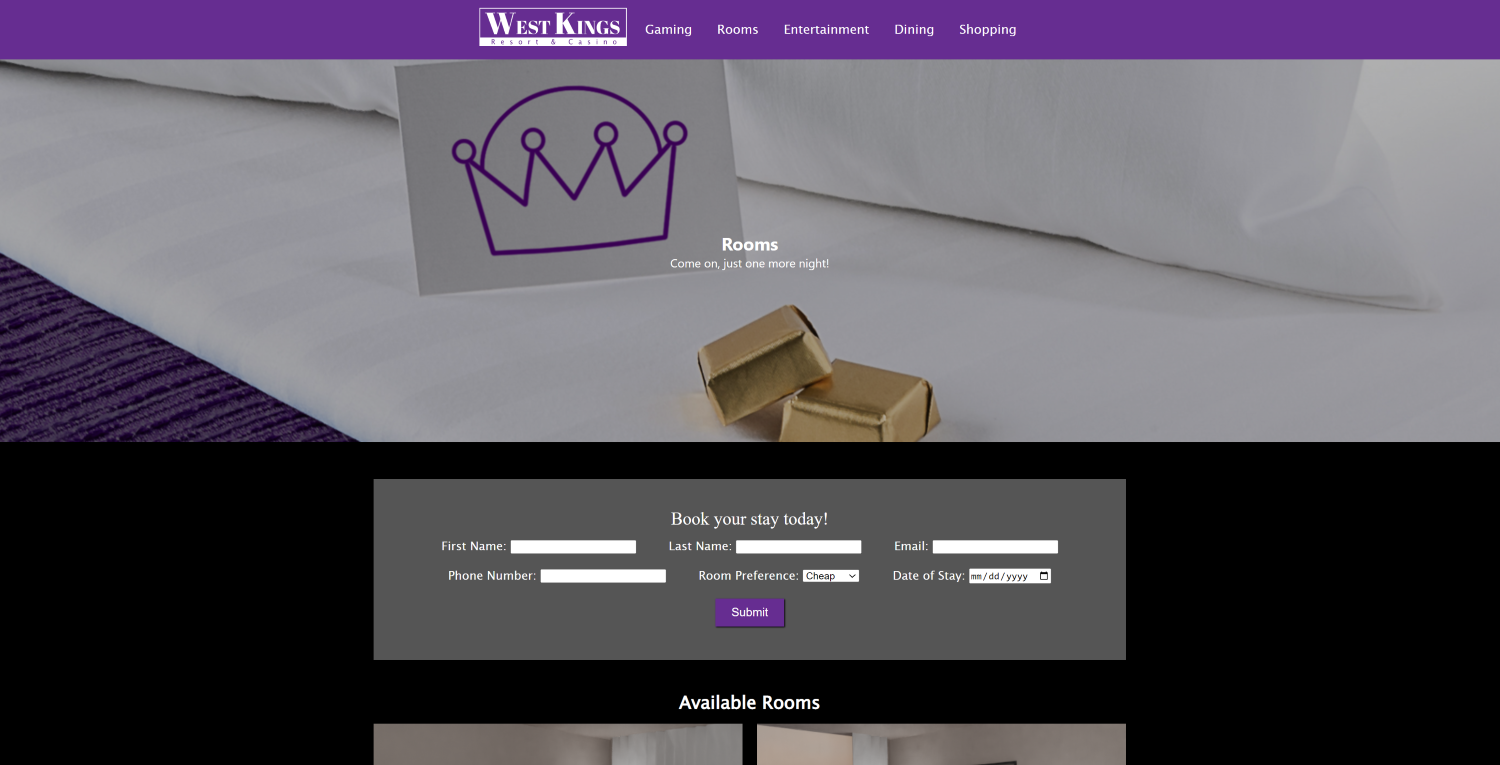 WEST KINGS
Resort & Casino
Gaming Rooms Entertainment Dining Shopping
Rooms
Come on, just one more night!
Book your stay today!
First Name: Last Name: Email:
Phone Number: Room Preference: Cheap Date of Stay: mm/dd/yyyy
Submit
Available Rooms